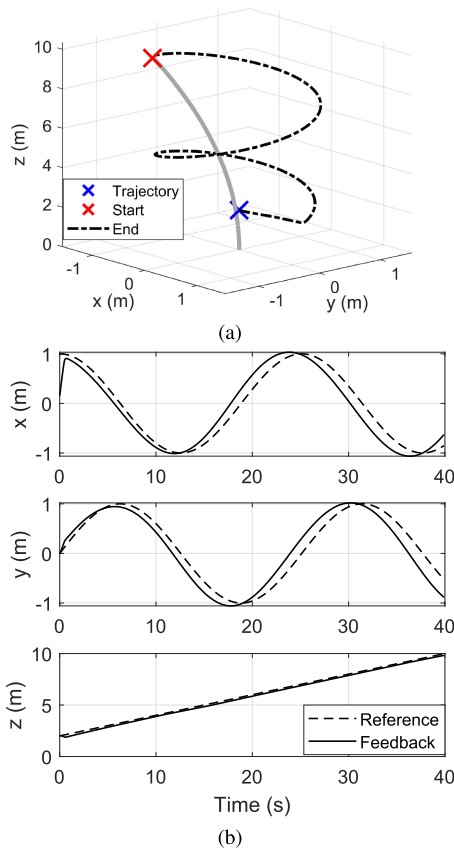 10
8
6
4
2
0
z (m)
Trajectory
Start
End
-1
0
1
x (m)
-1
0
1
y (m)
(a)
1
0
-1
x (m)
0 10 20 30 40
1
0
-1
y (m)
0 10 20 30 40
10
5
0
z (m)
Reference
Feedback
0 10 20 30 40
Time (s)
(b)